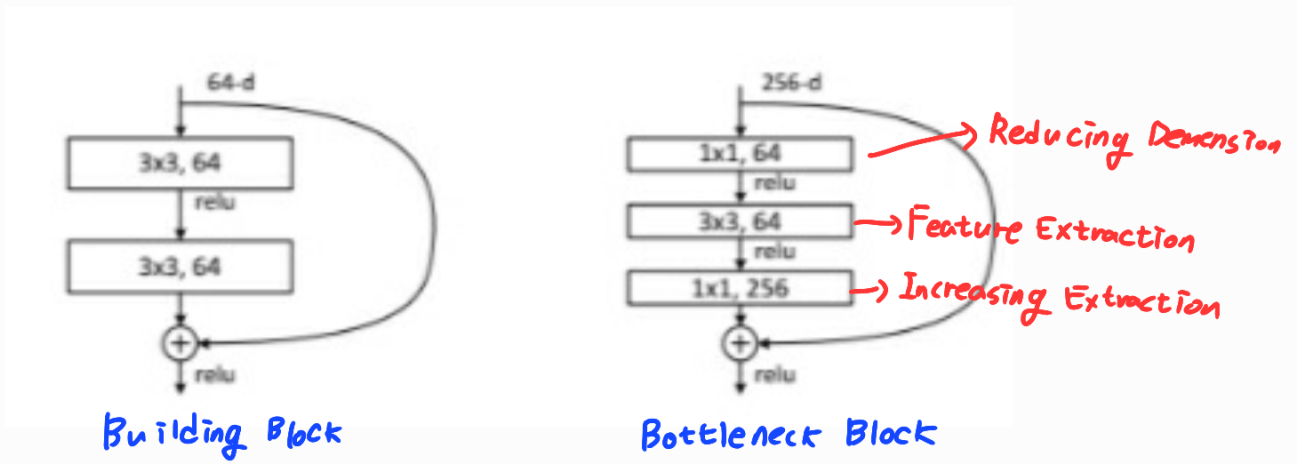 64-d
3x3, 64
relu
3x3, 64
relu
Building Block
256-d
1x1, 64
relu
3x3, 64
relu
1x1, 256
relu
Reducing Demension
Feature Extraction
Increasing Extraction
Bottleneck Block